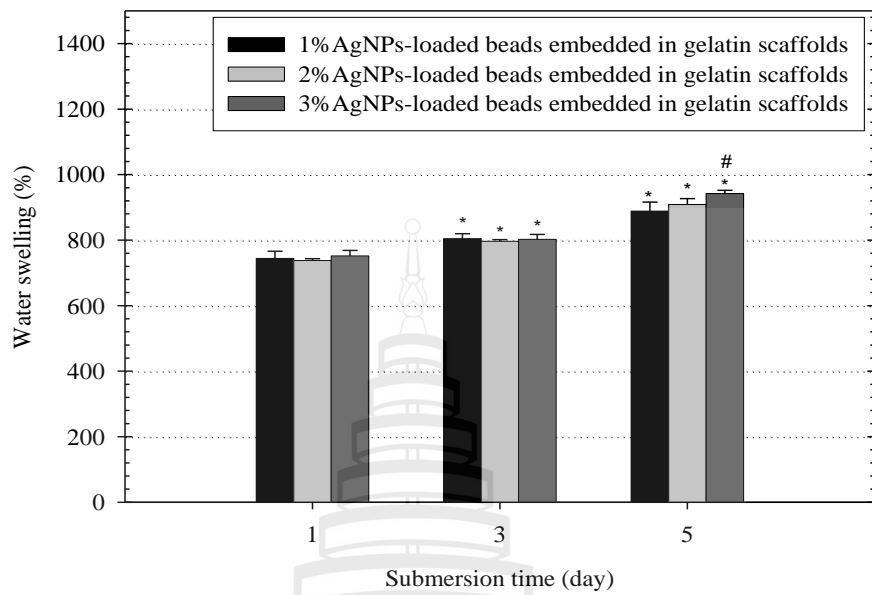 1400
1200
1000
800
600
400
200
0
Water swelling (%)
1% AgNPs-loaded beads embedded in gelatin scaffolds
2% AgNPs-loaded beads embedded in gelatin scaffolds
3% AgNPs-loaded beads embedded in gelatin scaffolds
#
* * * * * *
1 3 5
Submersion time (day)